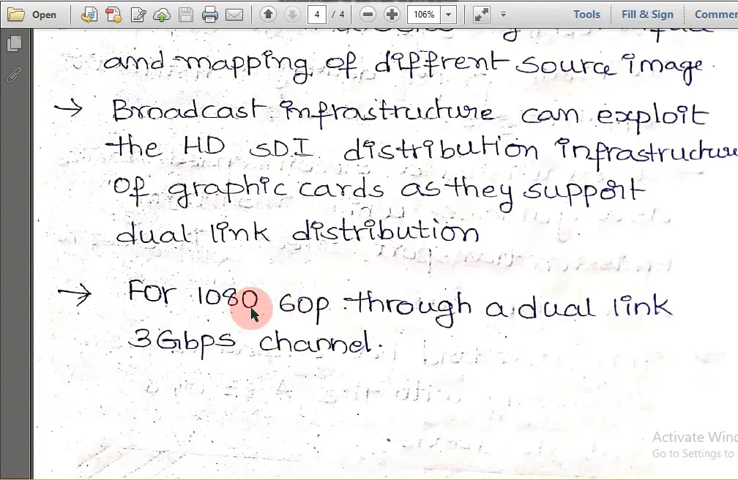 Open
4 / 4
106%
Tools
Fill & Sign
Commen
and mapping of diffrent source image.
→ Broadcast infrastructure can exploit
the HD SDI distribution infrastructure
of graphic cards as they support
dual link distribution
→ For 1080 60p through a dual link
3Gbps channel.
Activate Wind
Go to Settings to